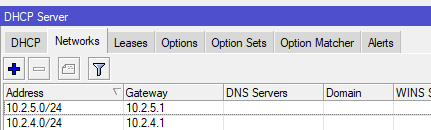 DHCP Server
DHCP Networks Leases Options Option Sets Option Matcher Alerts
Address Gateway DNS Servers Domain WINS S
10.2.5.0/24 10.2.5.1
10.2.4.0/24 10.2.4.1